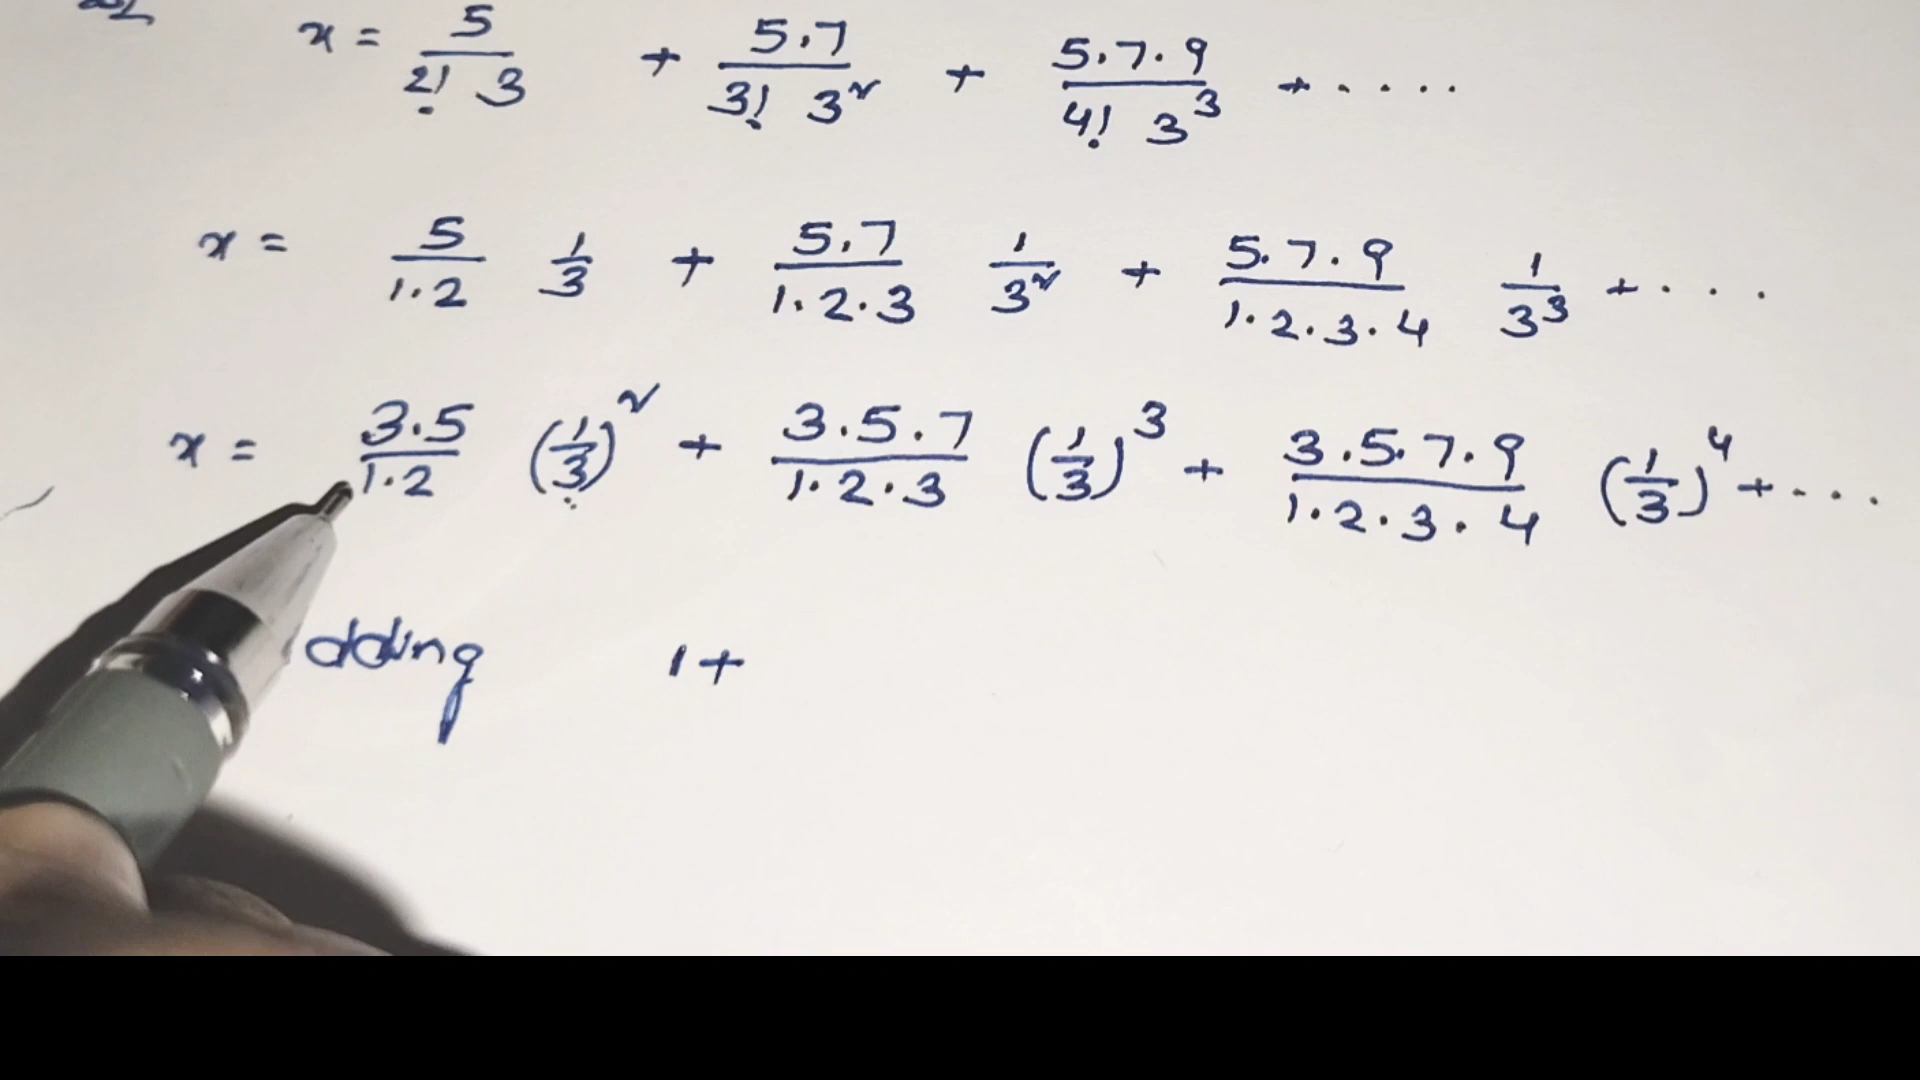 x = 5/2! 3 + 5.7/3! 3² + 5.7.9/4! 3³ + ....
x = 5/1.2 1/3 + 5.7/1.2.3 1/3² + 5.7.9/1.2.3.4 1/3³ + ...
x = 3.5/1.2 (1/3)² + 3.5.7/1.2.3 (1/3)³ + 3.5.7.9/1.2.3.4 (1/3)⁴ + ...
dding 1+